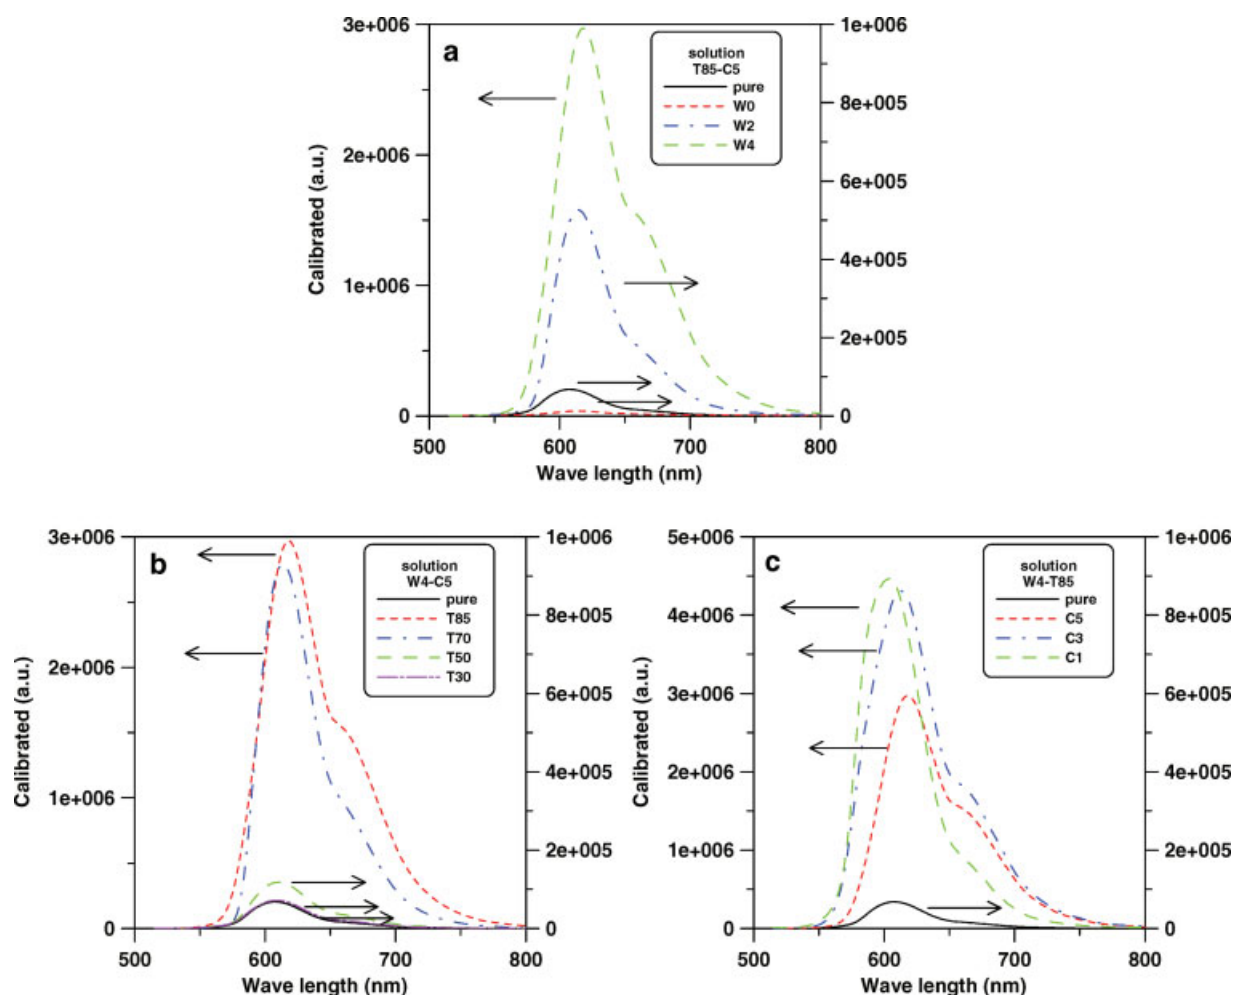 a
solution
T85-C5
pure
W0
W2
W4
3e+006
2e+006
1e+006
0
1e+006
8e+005
6e+005
4e+005
2e+005
0
500
600
700
800
Calibrated (a.u.)
Wave length (nm)
b
solution
W4-C5
pure
T85
T70
T50
T30
3e+006
2e+006
1e+006
0
1e+006
8e+005
6e+005
4e+005
2e+005
0
500
600
700
800
Calibrated (a.u.)
Wave length (nm)
c
solution
W4-T85
pure
C5
C3
C1
5e+006
4e+006
3e+006
2e+006
1e+006
0
1e+006
8e+005
6e+005
4e+005
2e+005
0
500
600
700
800
Calibrated (a.u.)
Wave length (nm)